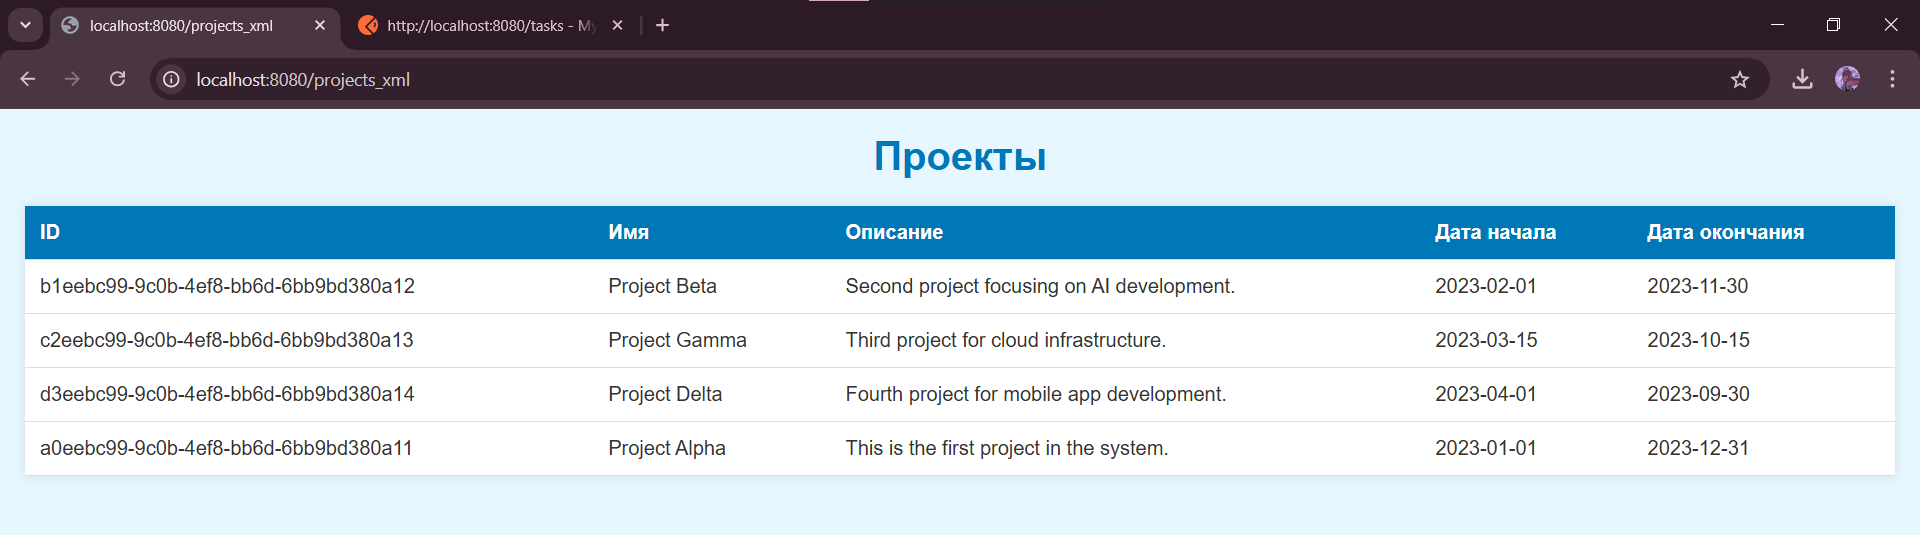 localhost:8080/projects_xml
http://localhost:8080/tasks - My
localhost:8080/projects_xml
Проекты
ID Имя Описание Дата начала Дата окончания
b1eebc99-9c0b-4ef8-bb6d-6bb9bd380a12 Project Beta Second project focusing on AI development. 2023-02-01 2023-11-30
c2eebc99-9c0b-4ef8-bb6d-6bb9bd380a13 Project Gamma Third project for cloud infrastructure. 2023-03-15 2023-10-15
d3eebc99-9c0b-4ef8-bb6d-6bb9bd380a14 Project Delta Fourth project for mobile app development. 2023-04-01 2023-09-30
a0eebc99-9c0b-4ef8-bb6d-6bb9bd380a11 Project Alpha This is the first project in the system. 2023-01-01 2023-12-31